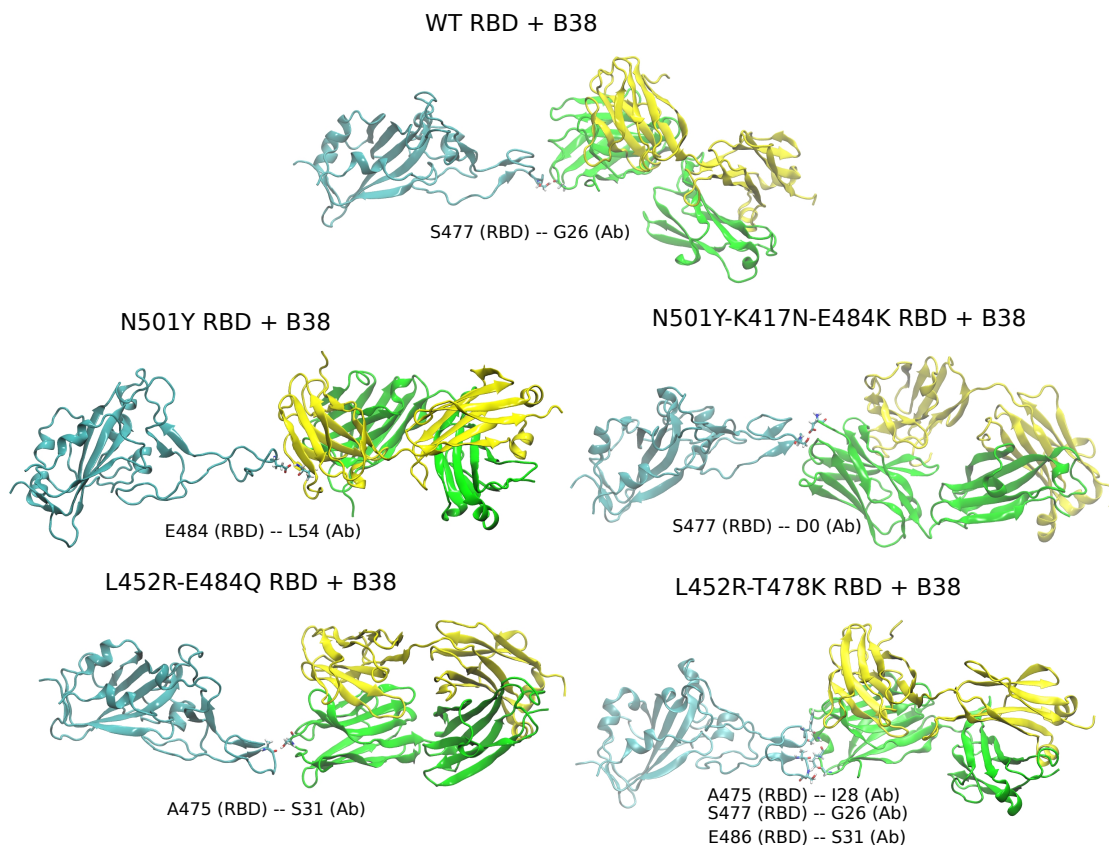 WT RBD + B38
S477 (RBD) -- G26 (Ab)
N501Y RBD + B38
E484 (RBD) -- L54 (Ab)
N501Y-K417N-E484K RBD + B38
S477 (RBD) -- D0 (Ab)
L452R-E484Q RBD + B38
A475 (RBD) -- S31 (Ab)
L452R-T478K RBD + B38
A475 (RBD) -- I28 (Ab)
S477 (RBD) -- G26 (Ab)
E486 (RBD) -- S31 (Ab)